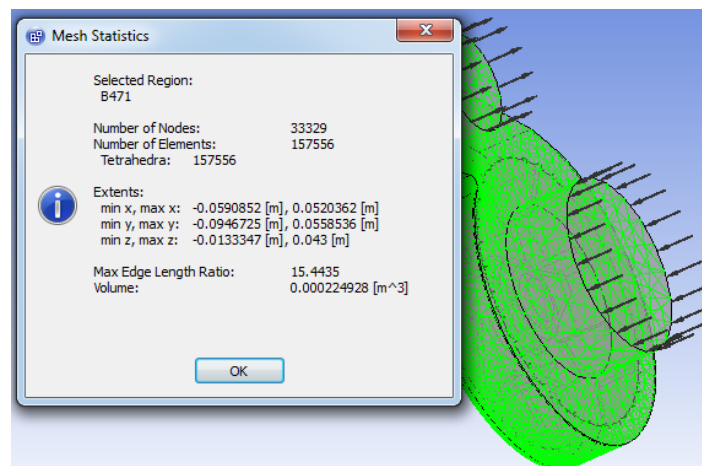 Mesh Statistics
Selected Region:
B471
Number of Nodes: 33329
Number of Elements: 157556
Tetrahedra: 157556
Extents:
min x, max x: -0.0590852 [m], 0.0520362 [m]
min y, max y: -0.0946725 [m], 0.0558536 [m]
min z, max z: -0.0133347 [m], 0.043 [m]
Max Edge Length Ratio: 15.4435
Volume: 0.000224928 [m^3]
OK